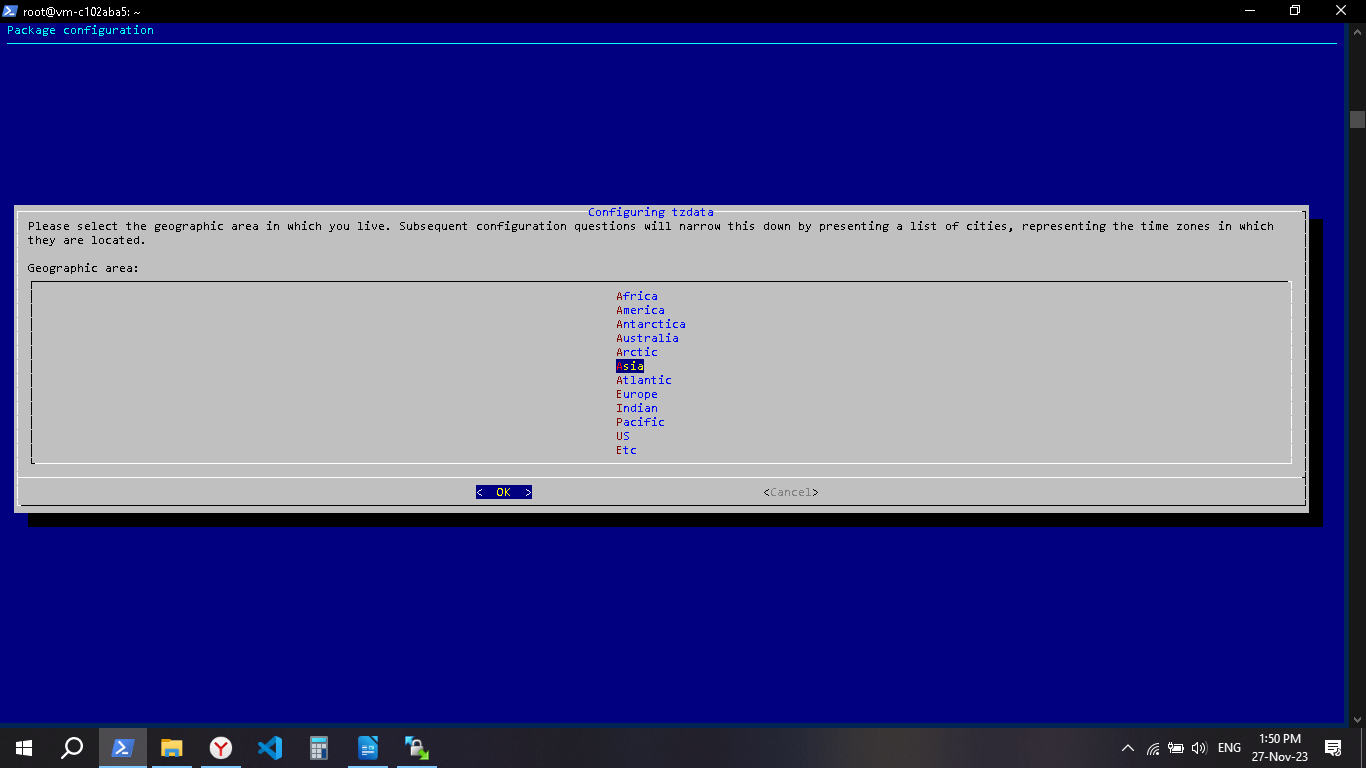 root@vm-c102aba5: ~
Package configuration
Configuring tzdata
Please select the geographic area in which you live. Subsequent configuration questions will narrow this down by presenting a list of cities, representing the time zones in which
they are located.
Geographic area:
Africa
America
Antarctica
Australia
Arctic
Asia
Atlantic
Europe
Indian
Pacific
US
Etc
< OK > <Cancel>
ENG
1:50 PM
27-Nov-23